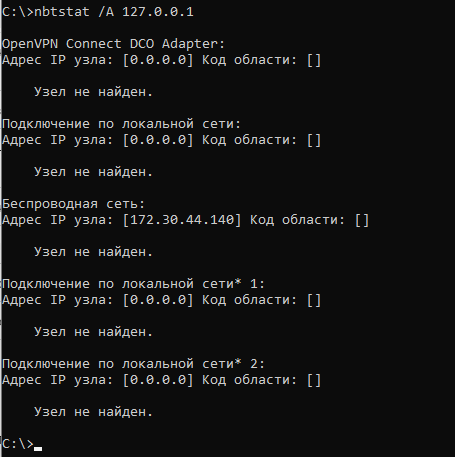 C:\>nbtstat /A 127.0.0.1
OpenVPN Connect DCO Adapter:
Адрес IP узла: [0.0.0.0] Код области: []
Узел не найден.
Подключение по локальной сети:
Адрес IP узла: [0.0.0.0] Код области: []
Узел не найден.
Беспроводная сеть:
Адрес IP узла: [172.30.44.140] Код области: []
Узел не найден.
Подключение по локальной сети* 1:
Адрес IP узла: [0.0.0.0] Код области: []
Узел не найден.
Подключение по локальной сети* 2:
Адрес IP узла: [0.0.0.0] Код области: []
Узел не найден.
C:\>